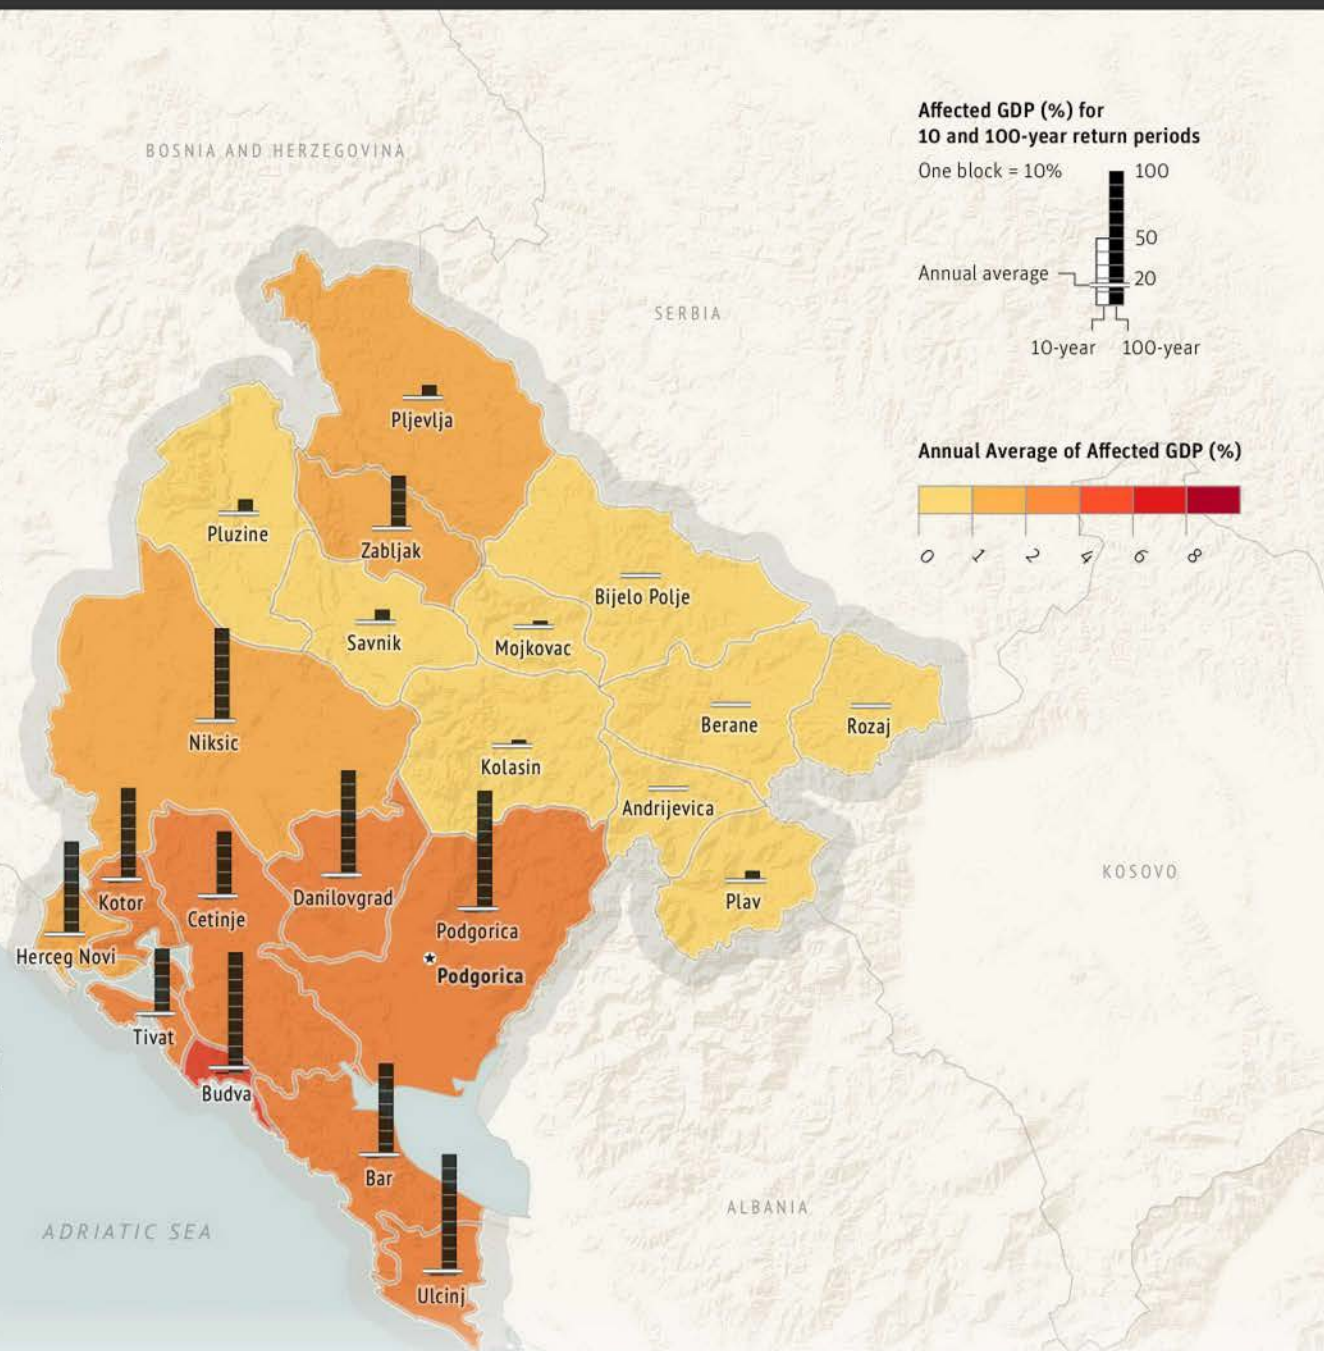 Affected GDP (%) for
10 and 100-year return periods
One block = 10%
100
50
Annual average
20
10-year
100-year
Annual Average of Affected GDP (%)
0
1
2
4
6
8
BOSNIA AND HERZEGOVINA
SERBIA
Pljevlja
Pluzine
Zabljak
Bijelo Polje
Savnik
Mojkovac
Niksic
Berane
Rozaj
Kolasin
Andrijevica
KOSOVO
Kotor
Danilovgrad
Plav
Cetinje
Podgorica
Herceg Novi
Podgorica
Tivat
Budva
Bar
ALBANIA
ADRIATIC SEA
Ulcinj